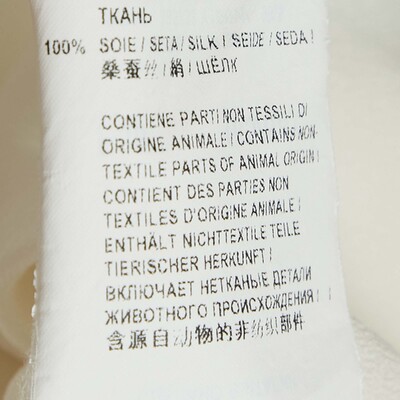 ТКАНЬ
100% SOIE / SETA / SILK / SEIDE / SEDA /
桑蚕丝 / 絹 / ШЁЛК
CONTIENE PARTI NON TESSILI DI
ORIGINE ANIMALE / CONTAINS NON-
TEXTILE PARTS OF ANIMAL ORIGIN /
CONTIENT DES PARTIES NON
TEXTILES D'ORIGINE ANIMALE /
ENTHÄLT NICHTTEXTILE TEILE
TIERISCHER HERKUNFT /
ВКЛЮЧАЕТ НЕТКАНЫЕ ДЕТАЛИ
ЖИВОТНОГО ПРОИСХОЖДЕНИЯ /
含源自动物的非纺织部件